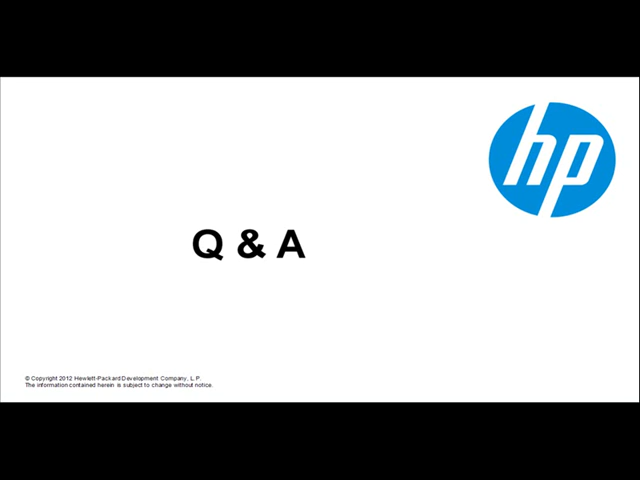 hp
Q & A
© Copyright 2012 Hewlett-Packard Development Company, L.P.
The information contained herein is subject to change without notice.